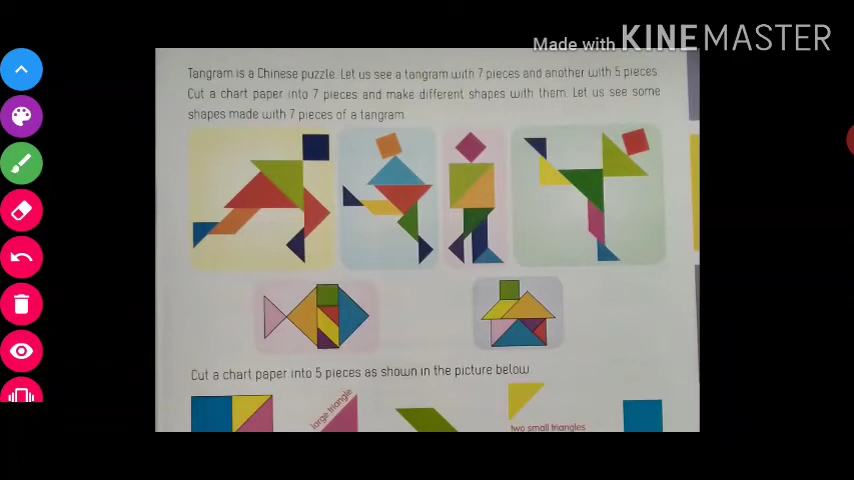 Made with KINEMASTER
Tangram is a Chinese puzzle. Let us see a tangram with 7 pieces and another with 5 pieces.
Cut a chart paper into 7 pieces and make different shapes with them. Let us see some
shapes made with 7 pieces of a tangram.
Cut a chart paper into 5 pieces as shown in the picture below
large triangle
two small triangles